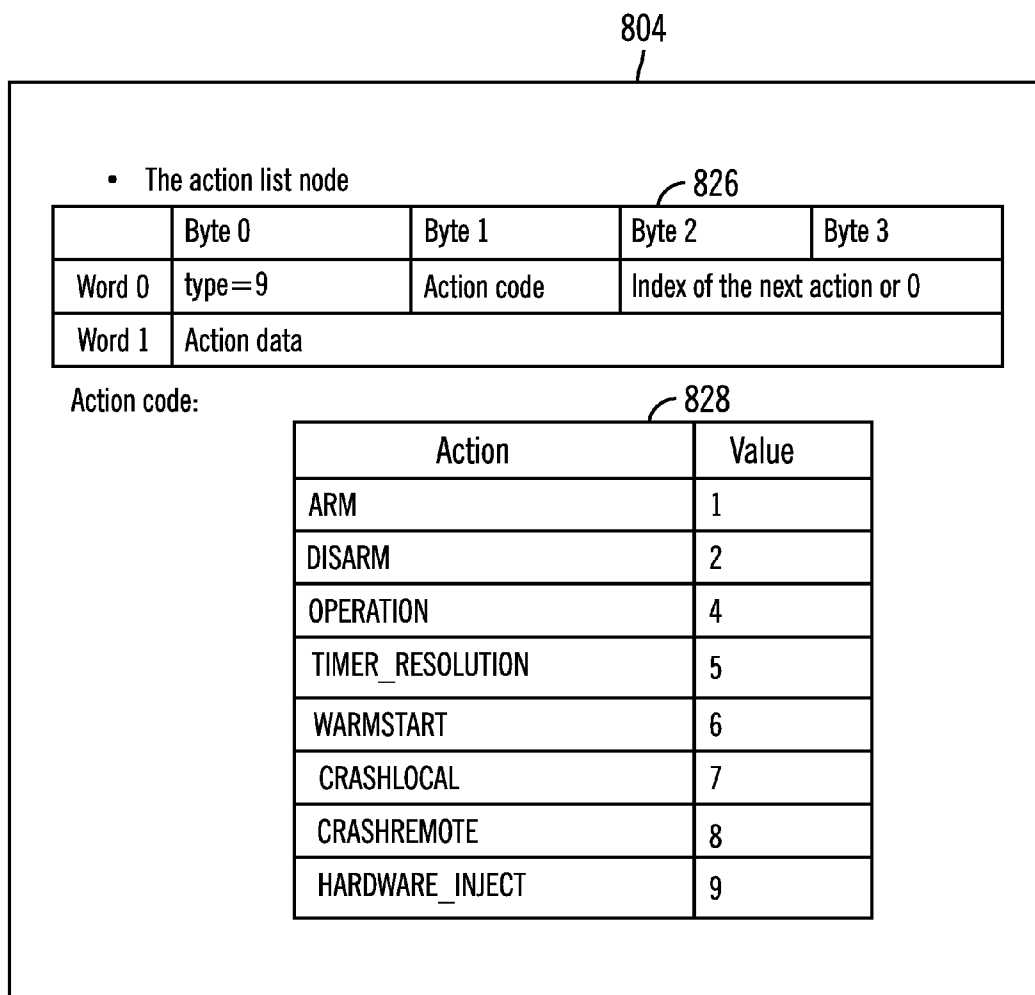 804
• The action list node
826
Byte 0 Byte 1 Byte 2 Byte 3
Word 0 type=9 Action code Index of the next action or 0
Word 1 Action data
Action code:
828
Action Value
ARM 1
DISARM 2
OPERATION 4
TIMER_RESOLUTION 5
WARMSTART 6
CRASHLOCAL 7
CRASHREMOTE 8
HARDWARE_INJECT 9